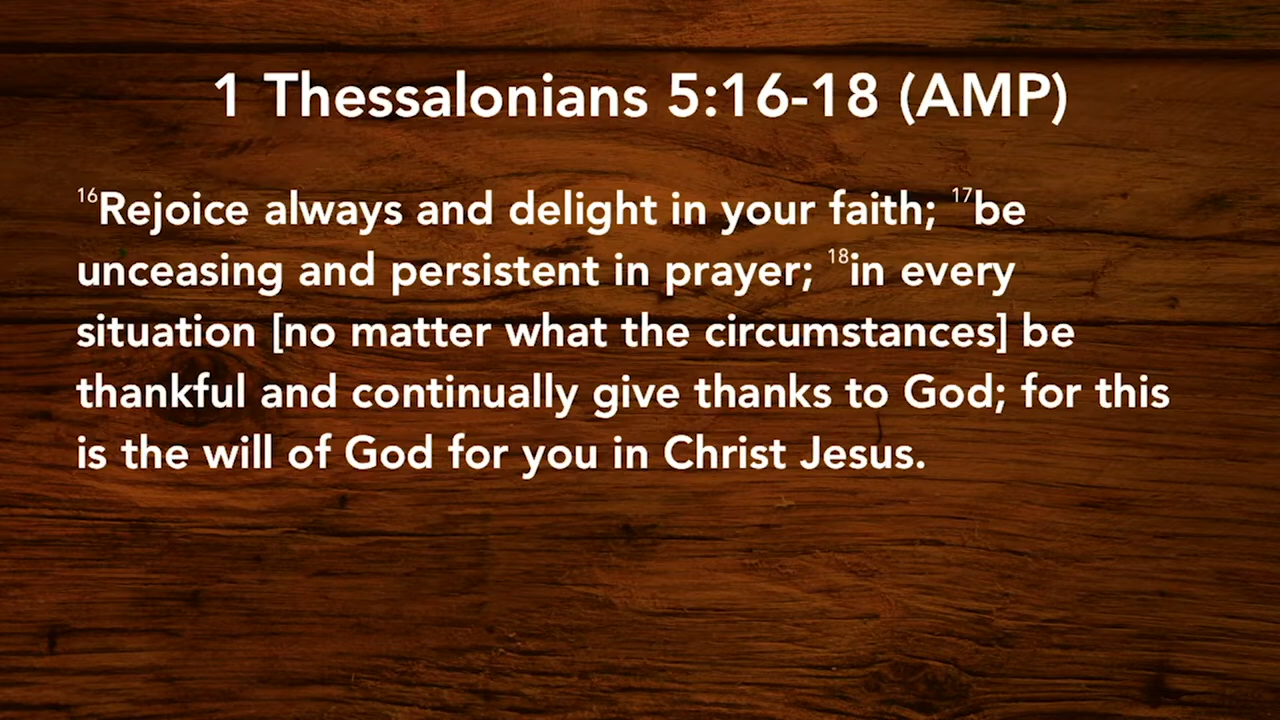 1 Thessalonians 5:16-18 (AMP)
16Rejoice always and delight in your faith; 17be
unceasing and persistent in prayer; 18in every
situation [no matter what the circumstances] be
thankful and continually give thanks to God; for this
is the will of God for you in Christ Jesus.